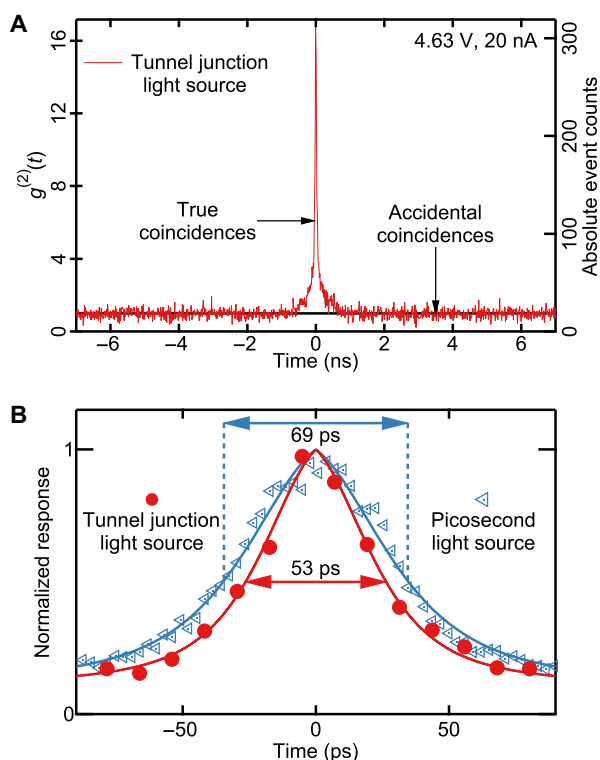 A
16
12
8
4
0
g(2)(t)
4.63 V, 20 nA
Tunnel junction
light source
True
coincidences
Accidental
coincidences
300
200
100
0
Absolute event counts
−6
−4
−2
0
2
4
6
Time (ns)
B
1
0
Normalized response
69 ps
Tunnel junction
light source
Picosecond
light source
53 ps
−50
0
50
Time (ps)